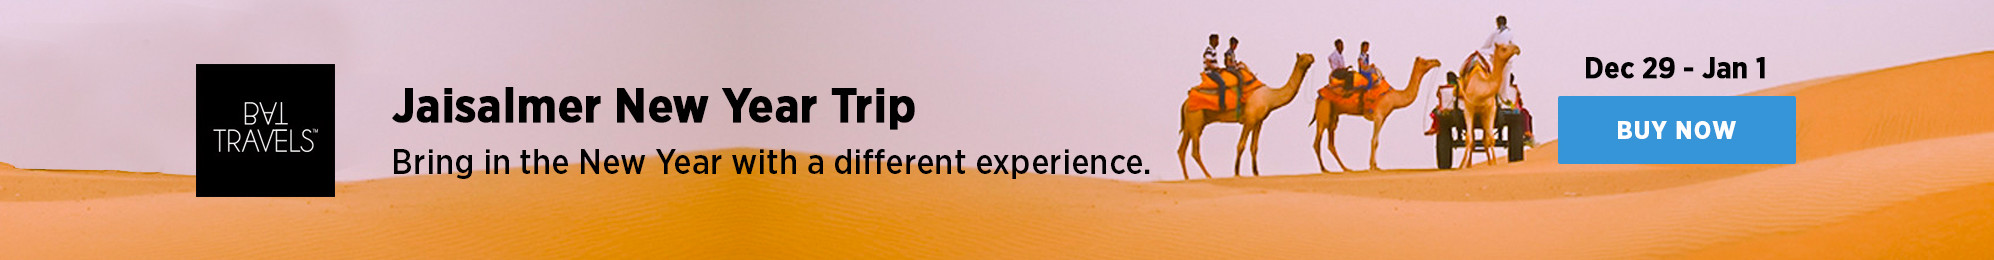 BAT
TRAVELS™
Jaisalmer New Year Trip
Bring in the New Year with a different experience.
Dec 29 - Jan 1
BUY NOW